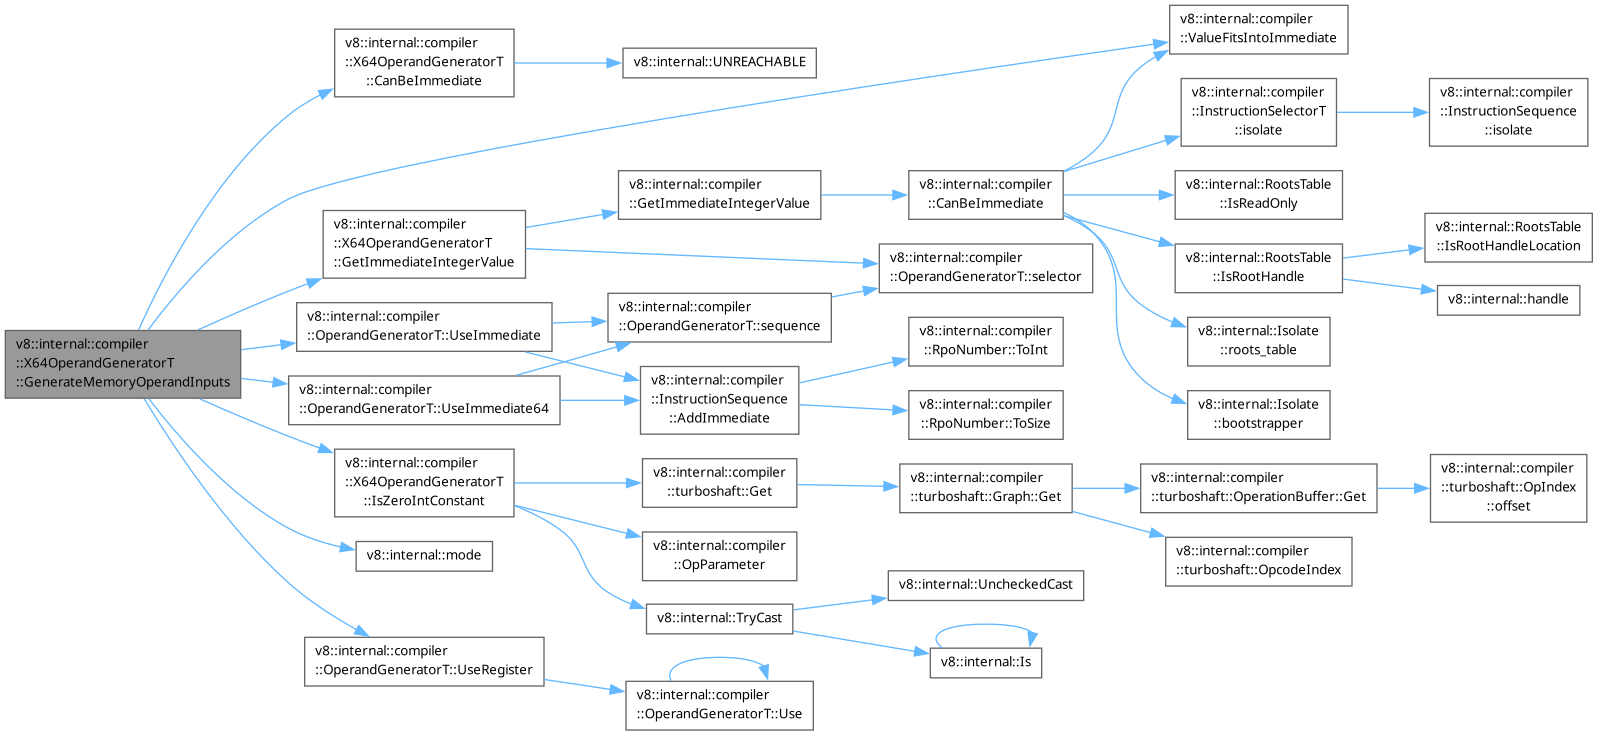 v8::internal::compiler
::X64OperandGeneratorT
::GenerateMemoryOperandInputs
v8::internal::compiler
::X64OperandGeneratorT
::CanBeImmediate
v8::internal::UNREACHABLE
v8::internal::compiler
::ValueFitsIntoImmediate
v8::internal::compiler
::X64OperandGeneratorT
::GetImmediateIntegerValue
v8::internal::compiler
::GetImmediateIntegerValue
v8::internal::compiler
::CanBeImmediate
v8::internal::compiler
::InstructionSelectorT
::isolate
v8::internal::compiler
::InstructionSequence
::isolate
v8::internal::RootsTable
::IsReadOnly
v8::internal::RootsTable
::IsRootHandle
v8::internal::RootsTable
::IsRootHandleLocation
v8::internal::handle
v8::internal::Isolate
::roots_table
v8::internal::Isolate
::bootstrapper
v8::internal::compiler
::OperandGeneratorT::selector
v8::internal::compiler
::OperandGeneratorT::UseImmediate
v8::internal::compiler
::OperandGeneratorT::sequence
v8::internal::compiler
::InstructionSequence
::AddImmediate
v8::internal::compiler
::RpoNumber::ToInt
v8::internal::compiler
::RpoNumber::ToSize
v8::internal::compiler
::OperandGeneratorT::UseImmediate64
v8::internal::compiler
::X64OperandGeneratorT
::IsZeroIntConstant
v8::internal::compiler
::turboshaft::Get
v8::internal::compiler
::turboshaft::Graph::Get
v8::internal::compiler
::turboshaft::OperationBuffer::Get
v8::internal::compiler
::turboshaft::OpIndex
::offset
v8::internal::compiler
::turboshaft::OpcodeIndex
v8::internal::compiler
::OpParameter
v8::internal::TryCast
v8::internal::UncheckedCast
v8::internal::Is
v8::internal::mode
v8::internal::compiler
::OperandGeneratorT::UseRegister
v8::internal::compiler
::OperandGeneratorT::Use